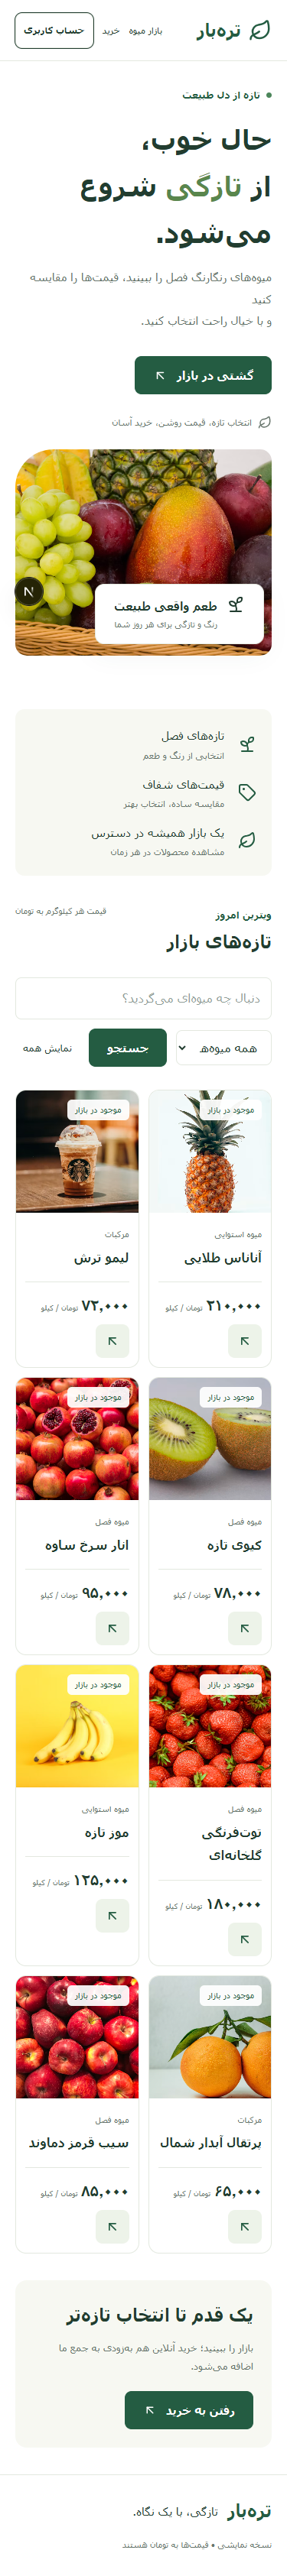 تره‌بار
بازار میوه
خرید
حساب کاربری
تازه از دل طبیعت
حال خوب،
از تازگی شروع
می‌شود.
میوه‌های رنگارنگ فصل را ببینید، قیمت‌ها را مقایسه
کنید
و با خیال راحت انتخاب کنید.
گشتی در بازار
انتخاب تازه، قیمت روشن، خرید آسان
طعم واقعی طبیعت
رنگ و تازگی برای هر روز شما
N
تازه‌های فصل
انتخابی از رنگ و طعم
قیمت‌های شفاف
مقایسه ساده، انتخاب بهتر
یک بازار همیشه در دسترس
مشاهده محصولات در هر زمان
ویترین امروز
قیمت هر کیلوگرم به تومان
تازه‌های بازار
دنبال چه میوه‌ای می‌گردید؟
همه میوه‌ه
جستجو
نمایش همه
موجود در بازار
میوه استوایی
آناناس طلایی
۲۱۰,۰۰۰ تومان / کیلو
موجود در بازار
مرکبات
لیمو ترش
۷۲,۰۰۰ تومان / کیلو
موجود در بازار
میوه فصل
کیوی تازه
۷۸,۰۰۰ تومان / کیلو
موجود در بازار
میوه فصل
انار سرخ ساوه
۹۵,۰۰۰ تومان / کیلو
موجود در بازار
میوه فصل
توت‌فرنگی
گلخانه‌ای
۱۸۰,۰۰۰ تومان / کیلو
موجود در بازار
میوه استوایی
موز تازه
۱۲۵,۰۰۰ تومان / کیلو
موجود در بازار
مرکبات
پرتقال آبدار شمال
۶۵,۰۰۰ تومان / کیلو
موجود در بازار
میوه فصل
سیب قرمز دماوند
۸۵,۰۰۰ تومان / کیلو
یک قدم تا انتخاب تازه‌تر
بازار را ببینید؛ خرید آنلاین هم به‌زودی به جمع ما
اضافه می‌شود.
رفتن به خرید
تره‌بار
تازگی، با یک نگاه.
نسخه نمایشی • قیمت‌ها به تومان هستند